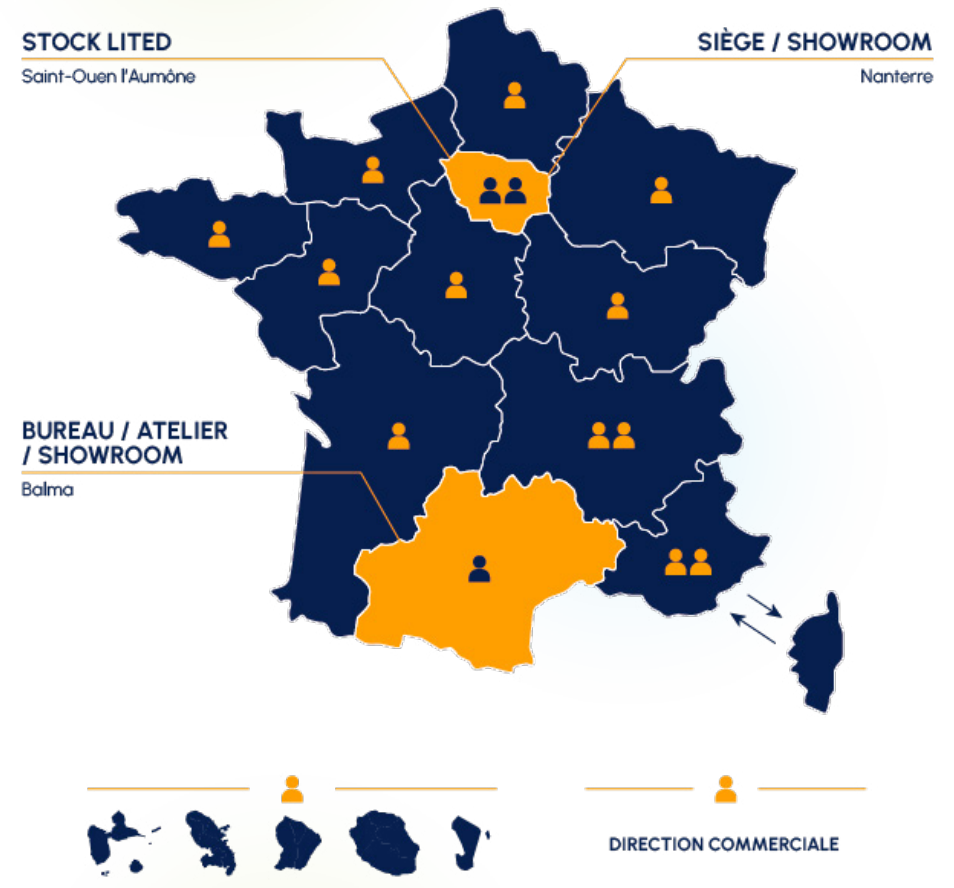 STOCK LITED
Saint-Ouen l'Aumône
SIÈGE / SHOWROOM
Nanterre
BUREAU / ATELIER
/ SHOWROOM
Balma
DIRECTION COMMERCIALE